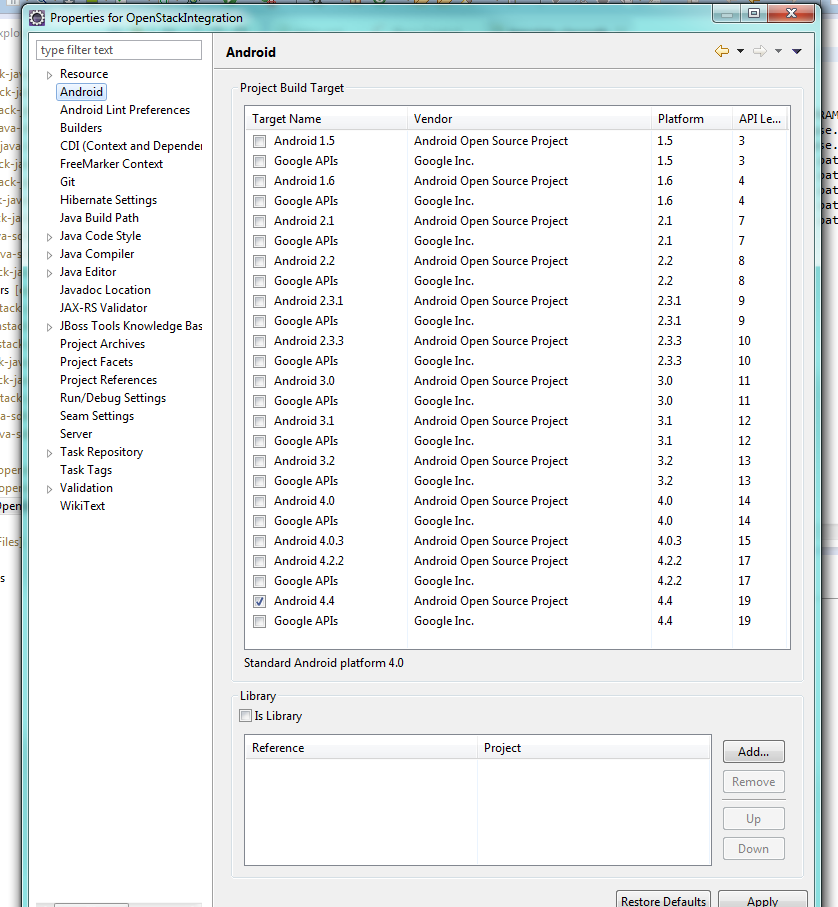 Properties for OpenStackIntegration
type filter text
Resource
Android
Android Lint Preferences
Builders
CDI (Context and Depender
FreeMarker Context
Git
Hibernate Settings
Java Build Path
Java Code Style
Java Compiler
Java Editor
Javadoc Location
JAX-RS Validator
JBoss Tools Knowledge Bas
Project Archives
Project Facets
Project References
Run/Debug Settings
Seam Settings
Server
Task Repository
Task Tags
Validation
WikiText
Android
Project Build Target
Target Name Vendor Platform API Le...
Android 1.5 Android Open Source Project 1.5 3
Google APIs Google Inc. 1.5 3
Android 1.6 Android Open Source Project 1.6 4
Google APIs Google Inc. 1.6 4
Android 2.1 Android Open Source Project 2.1 7
Google APIs Google Inc. 2.1 7
Android 2.2 Android Open Source Project 2.2 8
Google APIs Google Inc. 2.2 8
Android 2.3.1 Android Open Source Project 2.3.1 9
Google APIs Google Inc. 2.3.1 9
Android 2.3.3 Android Open Source Project 2.3.3 10
Google APIs Google Inc. 2.3.3 10
Android 3.0 Android Open Source Project 3.0 11
Google APIs Google Inc. 3.0 11
Android 3.1 Android Open Source Project 3.1 12
Google APIs Google Inc. 3.1 12
Android 3.2 Android Open Source Project 3.2 13
Google APIs Google Inc. 3.2 13
Android 4.0 Android Open Source Project 4.0 14
Google APIs Google Inc. 4.0 14
Android 4.0.3 Android Open Source Project 4.0.3 15
Android 4.2.2 Android Open Source Project 4.2.2 17
Google APIs Google Inc. 4.2.2 17
Android 4.4 Android Open Source Project 4.4 19
Google APIs Google Inc. 4.4 19
Standard Android platform 4.0
Library
Is Library
Reference Project
Add...
Remove
Up
Down
Restore Defaults Apply